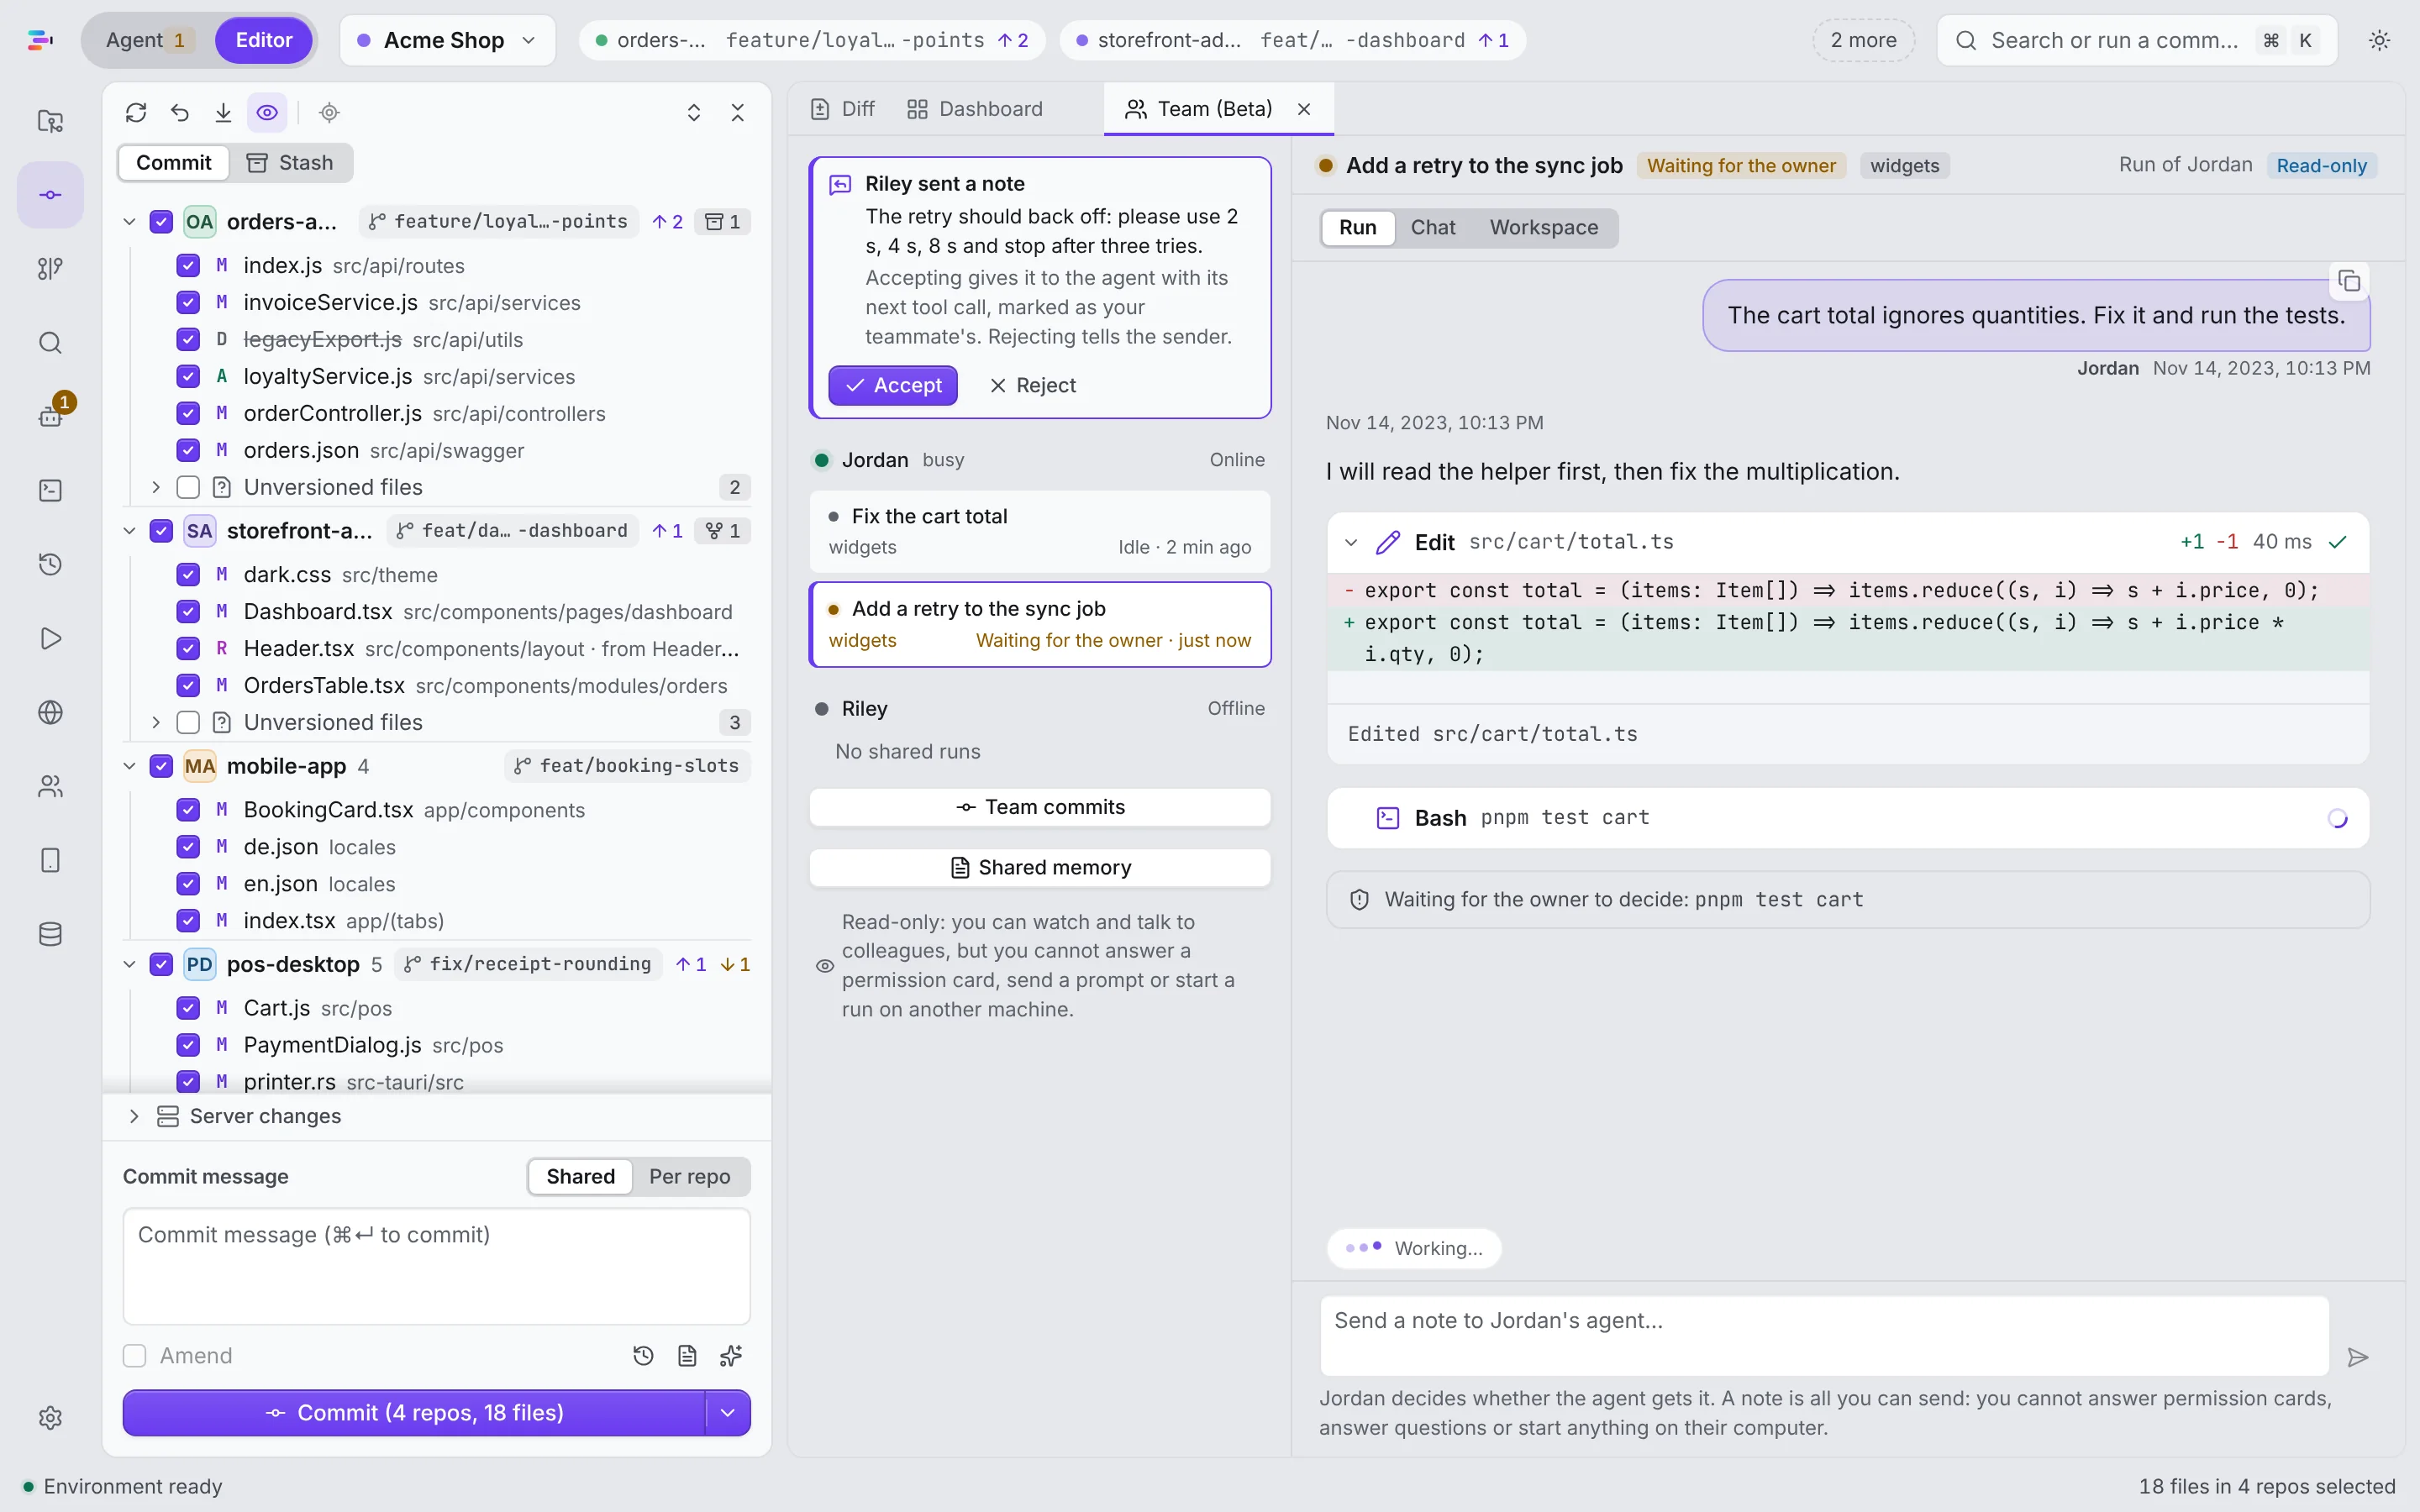 Agent 1 Editor Acme Shop orders-... feature/loyal…-points ↑2 storefront-ad... feat/… -dashboard ↑1 2 more Search or run a comm... ⌘ K
Commit Stash
OA orders-a... feature/loyal…-points ↑2 1
M index.js src/api/routes
M invoiceService.js src/api/services
D legacyExport.js src/api/utils
A loyaltyService.js src/api/services
M orderController.js src/api/controllers
M orders.json src/api/swagger
Unversioned files 2
SA storefront-a... feat/da… -dashboard ↑1 1
M dark.css src/theme
M Dashboard.tsx src/components/pages/dashboard
R Header.tsx src/components/layout · from Header...
M OrdersTable.tsx src/components/modules/orders
Unversioned files 3
MA mobile-app 4 feat/booking-slots
M BookingCard.tsx app/components
M de.json locales
M en.json locales
M index.tsx app/(tabs)
PD pos-desktop 5 fix/receipt-rounding ↑1 ↓1
M Cart.js src/pos
M PaymentDialog.js src/pos
M printer.rs src-tauri/src
Server changes
Commit message Shared Per repo
Commit message (⌘↵ to commit)
Amend
Commit (4 repos, 18 files)
1
Diff Dashboard Team (Beta)
Riley sent a note
The retry should back off: please use 2
s, 4 s, 8 s and stop after three tries.
Accepting gives it to the agent with its
next tool call, marked as your
teammate's. Rejecting tells the sender.
Accept Reject
Jordan busy Online
Fix the cart total
widgets Idle · 2 min ago
Add a retry to the sync job
widgets Waiting for the owner · just now
Riley Offline
No shared runs
Team commits
Shared memory
Read-only: you can watch and talk to
colleagues, but you cannot answer a
permission card, send a prompt or start a
run on another machine.
Add a retry to the sync job Waiting for the owner widgets Run of Jordan Read-only
Run Chat Workspace
The cart total ignores quantities. Fix it and run the tests.
Jordan Nov 14, 2023, 10:13 PM
Nov 14, 2023, 10:13 PM
I will read the helper first, then fix the multiplication.
Edit src/cart/total.ts +1 -1 40 ms
- export const total = (items: Item[]) => items.reduce((s, i) => s + i.price, 0);
+ export const total = (items: Item[]) => items.reduce((s, i) => s + i.price *
i.qty, 0);
Edited src/cart/total.ts
Bash pnpm test cart
Waiting for the owner to decide: pnpm test cart
Working...
Send a note to Jordan's agent...
Jordan decides whether the agent gets it. A note is all you can send: you cannot answer permission cards,
answer questions or start anything on their computer.
Environment ready 18 files in 4 repos selected